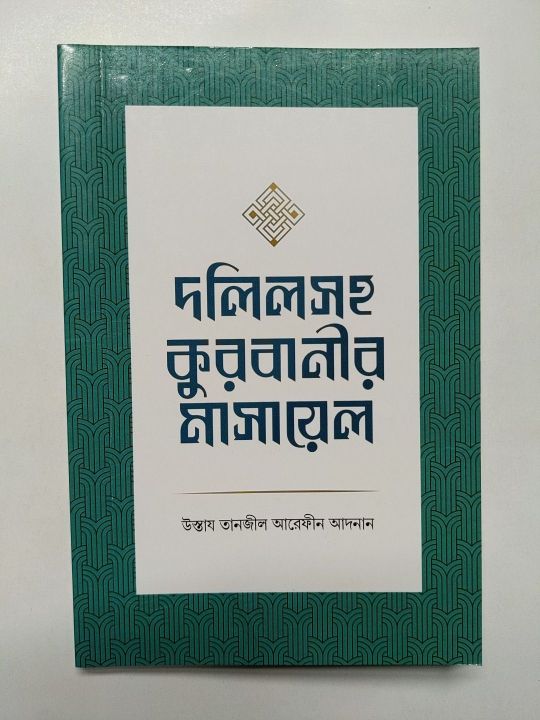 দলিলসহ
কুরবানীর
মাসায়েল
উস্তায তানজীল আরেফীন আদনান